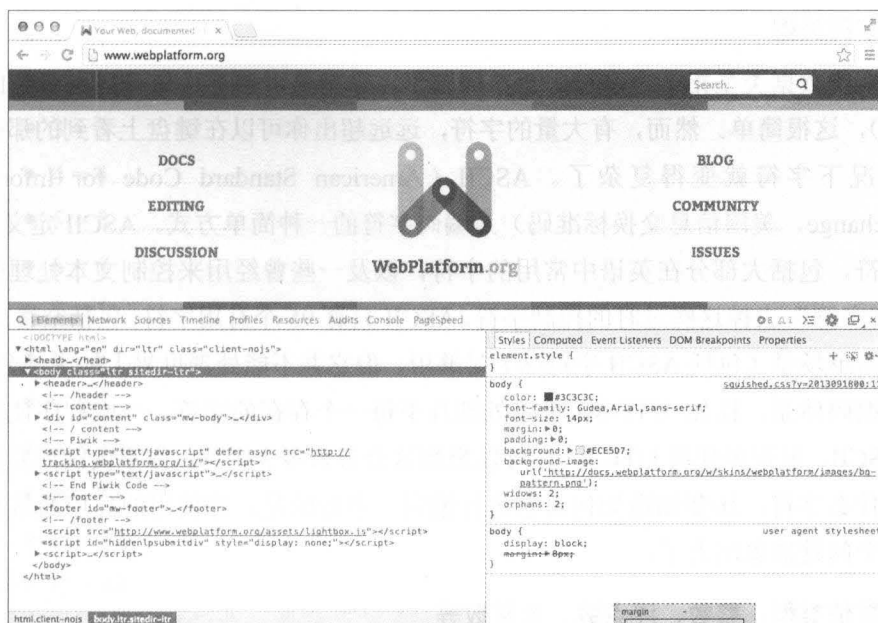 Your Web, documented
www.webplatform.org
Search...
DOCS
EDITING
DISCUSSION
WebPlatform.org
BLOG
COMMUNITY
ISSUES
Elements Network Sources Timeline Profiles Resources Audits Console PageSpeed
<!DOCTYPE html>
▼<html lang="en" dir="ltr" class="client-nojs">
▶<head>…</head>
▼<body class="ltr sitedir-ltr">
▶<header>…</header>
<!-- /header -->
<!-- content -->
▶<div id="content" class="mw-body">…</div>
<!-- / content -->
<!-- Piwik -->
<script type="text/javascript" defer async src="http://
tracking.webplatform.org/js/"></script>
▶<script type="text/javascript">…</script>
<!-- End Piwik Code -->
<!-- footer -->
▶<footer id="mw-footer">…</footer>
<!-- /footer -->
<script src="http://www.webplatform.org/assets/lightbox.js"></script>
<script id="hiddenlpsubmitdiv" style="display: none;"></script>
▶<script>…</script>
</body>
</html>
html.client-nojs body.ltr.sitedir-ltr
Styles Computed Event Listeners DOM Breakpoints Properties
element.style {
}
body { squished.css?v=2013091800:13
color: #3C3C3C;
font-family: Gudea,Arial,sans-serif;
font-size: 14px;
margin:▶0;
padding:▶0;
background:▶#ECE5D7;
background-image:
url('http://docs.webplatform.org/w/skins/webplatform/images/bg-
pattern.png');
widows: 2;
orphans: 2;
}
body { user agent stylesheet
display: block;
margin:▶8px;
}
margin -